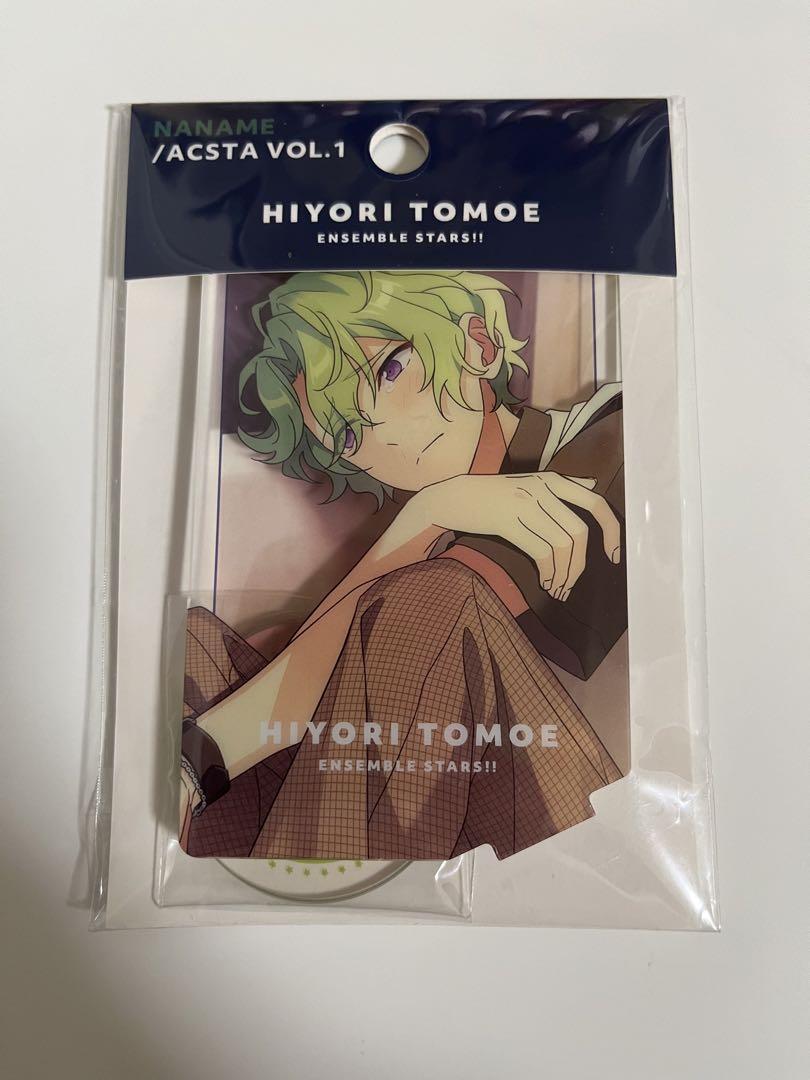 NANAME
/ACSTA VOL.1
HIYORI TOMOE
ENSEMBLE STARS!!
HIYORI TOMOE
ENSEMBLE STARS!!